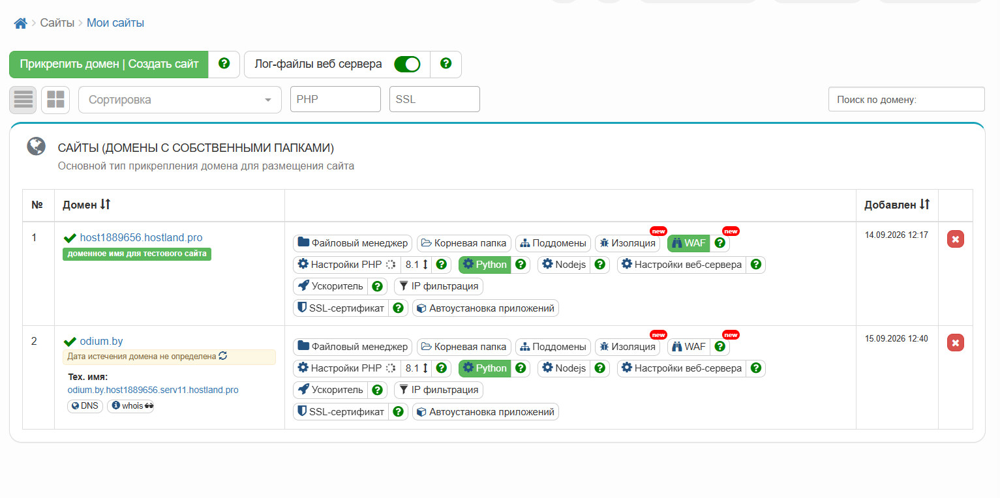 Сайты > Мои сайты
Прикрепить домен | Создать сайт ? Лог-файлы веб сервера ?
Сортировка PHP SSL Поиск по домену:
САЙТЫ (ДОМЕНЫ С СОБСТВЕННЫМИ ПАПКАМИ)
Основной тип прикрепления домена для размещения сайта
№ Домен Добавлен
1 host1889656.hostland.pro
доменное имя для тестового сайта
new new
Файловый менеджер Корневая папка Поддомены Изоляция WAF ?
Настройки PHP 8.1 ? Python ? Nodejs ? Настройки веб-сервера ?
Ускоритель ? IP фильтрация
SSL-сертификат ? Автоустановка приложений
14.09.2026 12:17
2 odium.by
Дата истечения домена не определена
Тех. имя:
odium.by.host1889656.serv11.hostland.pro
DNS whois
new new
Файловый менеджер Корневая папка Поддомены Изоляция WAF ?
Настройки PHP 8.1 ? Python ? Nodejs ? Настройки веб-сервера ?
Ускоритель ? IP фильтрация
SSL-сертификат ? Автоустановка приложений
15.09.2026 12:40